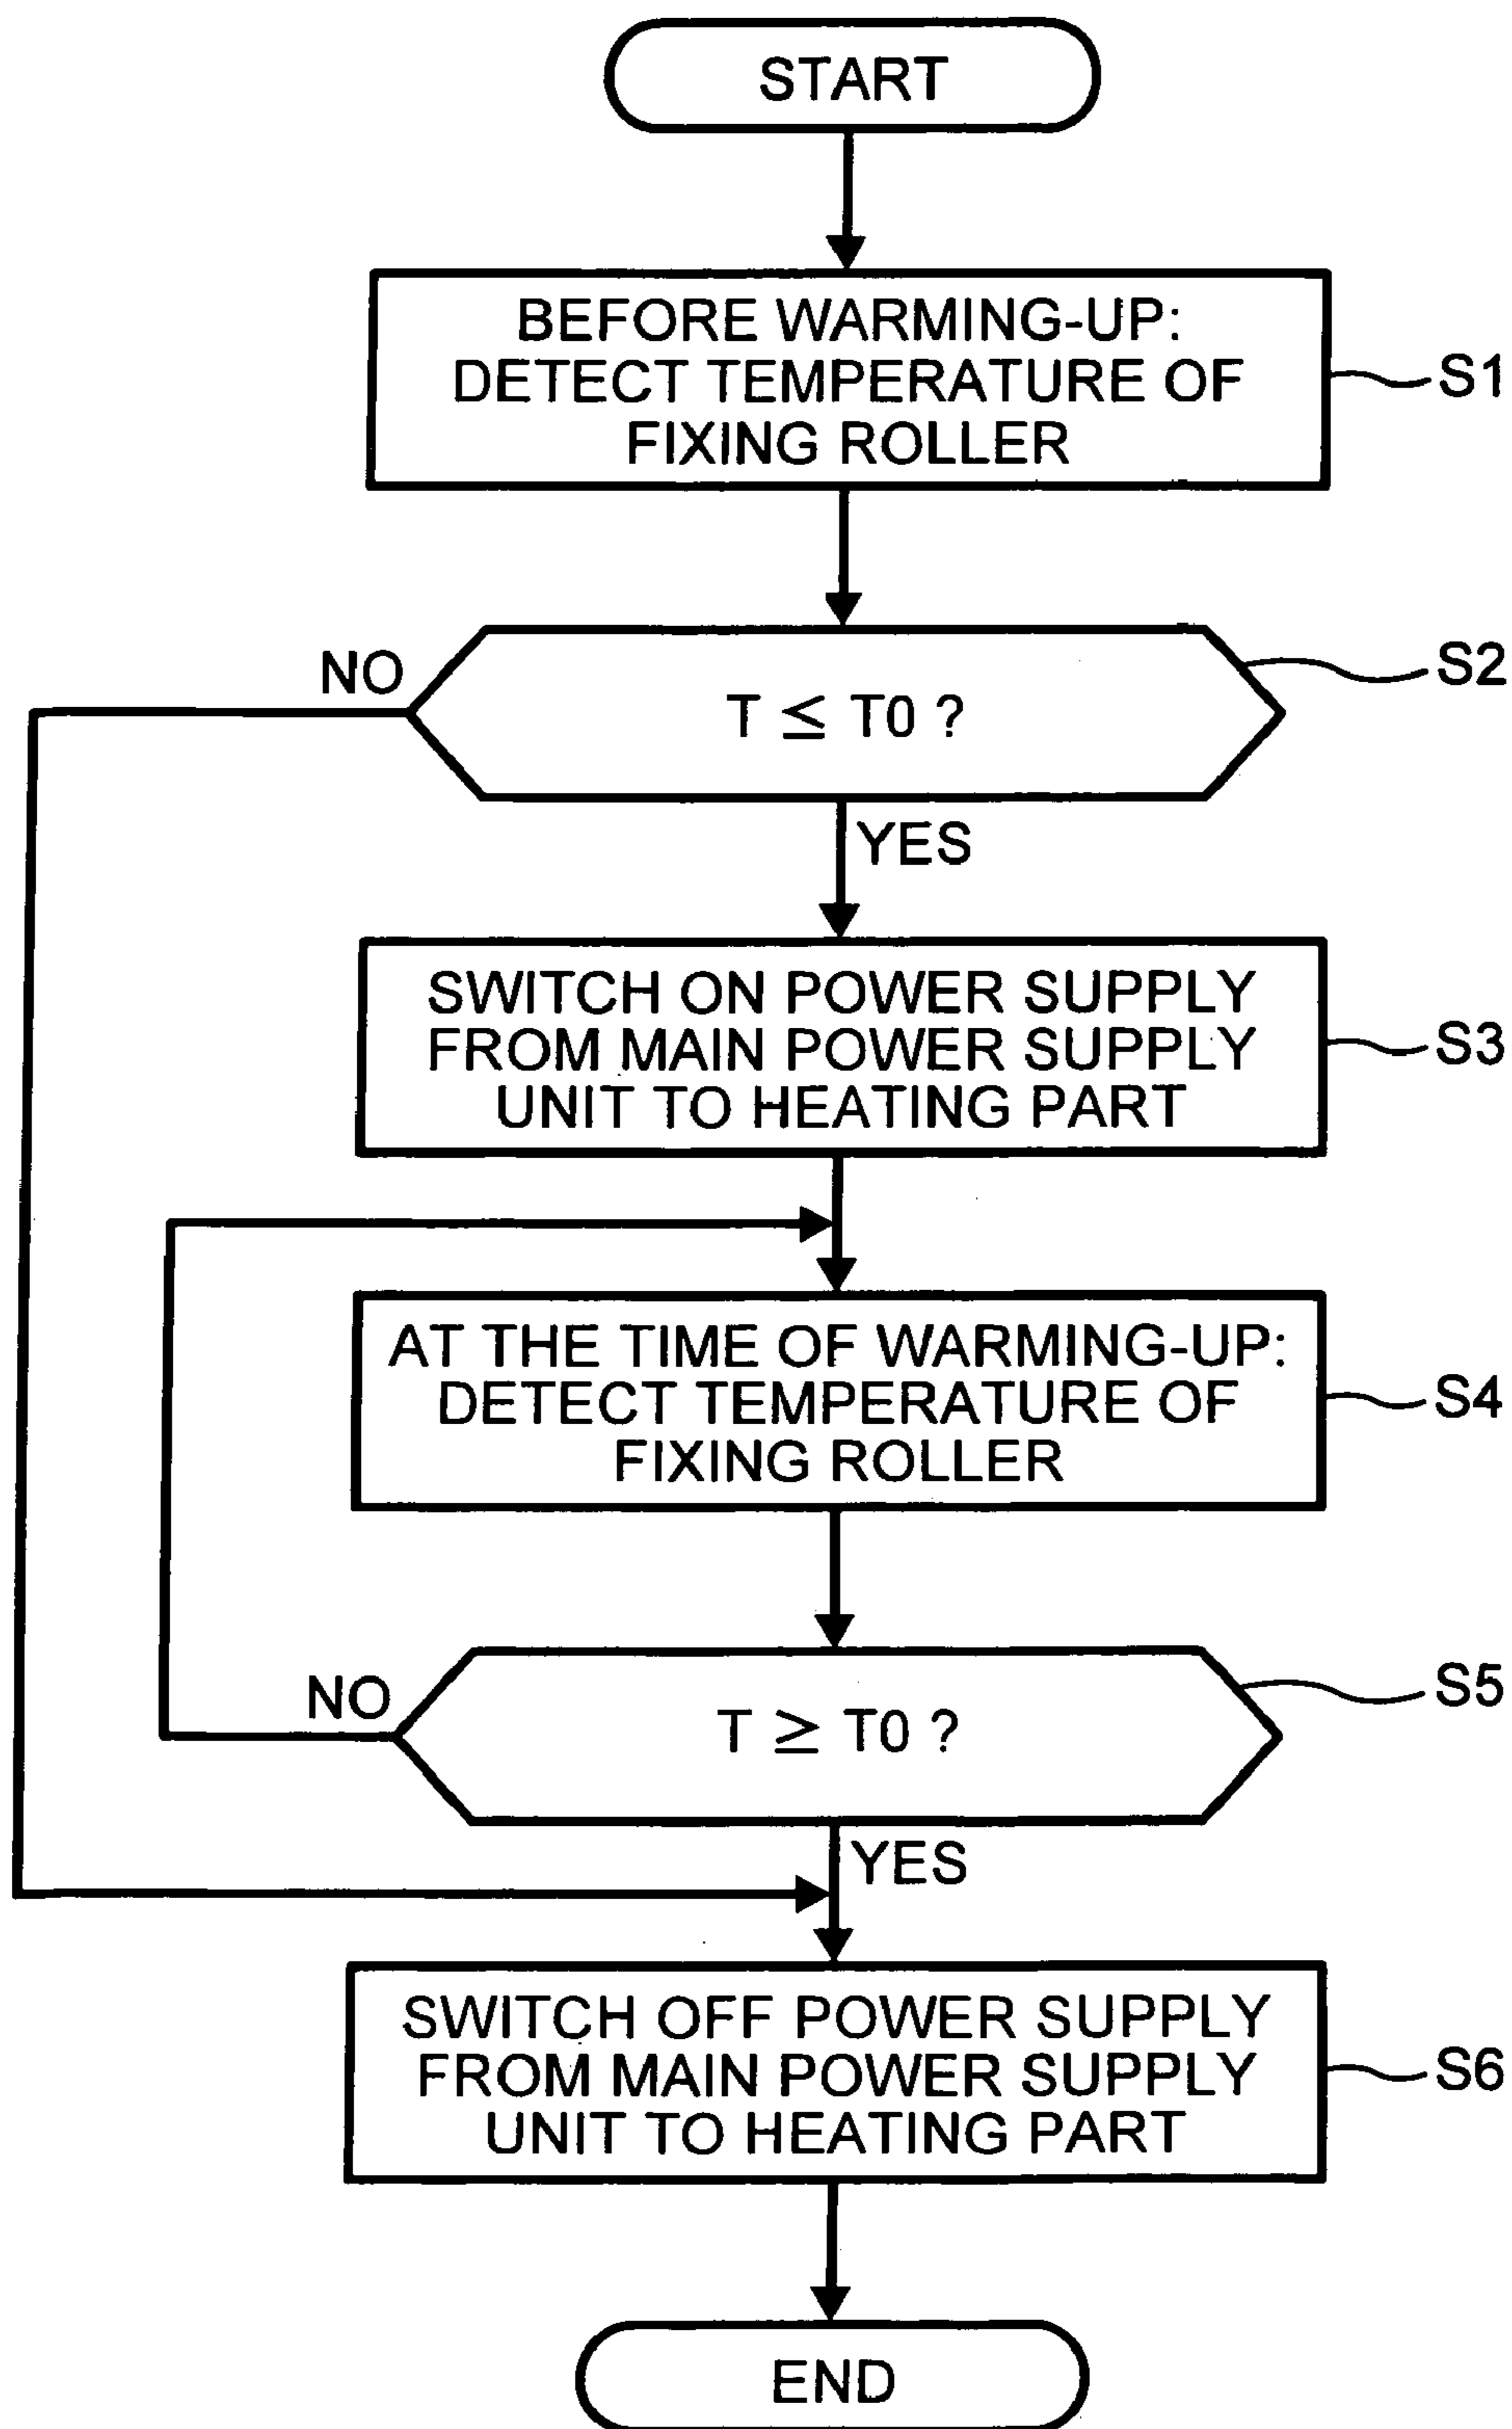 START
BEFORE WARMING-UP:
DETECT TEMPERATURE OF
FIXING ROLLER
S1
NO
T ≤ T0 ?
S2
YES
SWITCH ON POWER SUPPLY
FROM MAIN POWER SUPPLY
UNIT TO HEATING PART
S3
AT THE TIME OF WARMING-UP:
DETECT TEMPERATURE OF
FIXING ROLLER
S4
NO
T ≥ T0 ?
S5
YES
SWITCH OFF POWER SUPPLY
FROM MAIN POWER SUPPLY
UNIT TO HEATING PART
S6
END